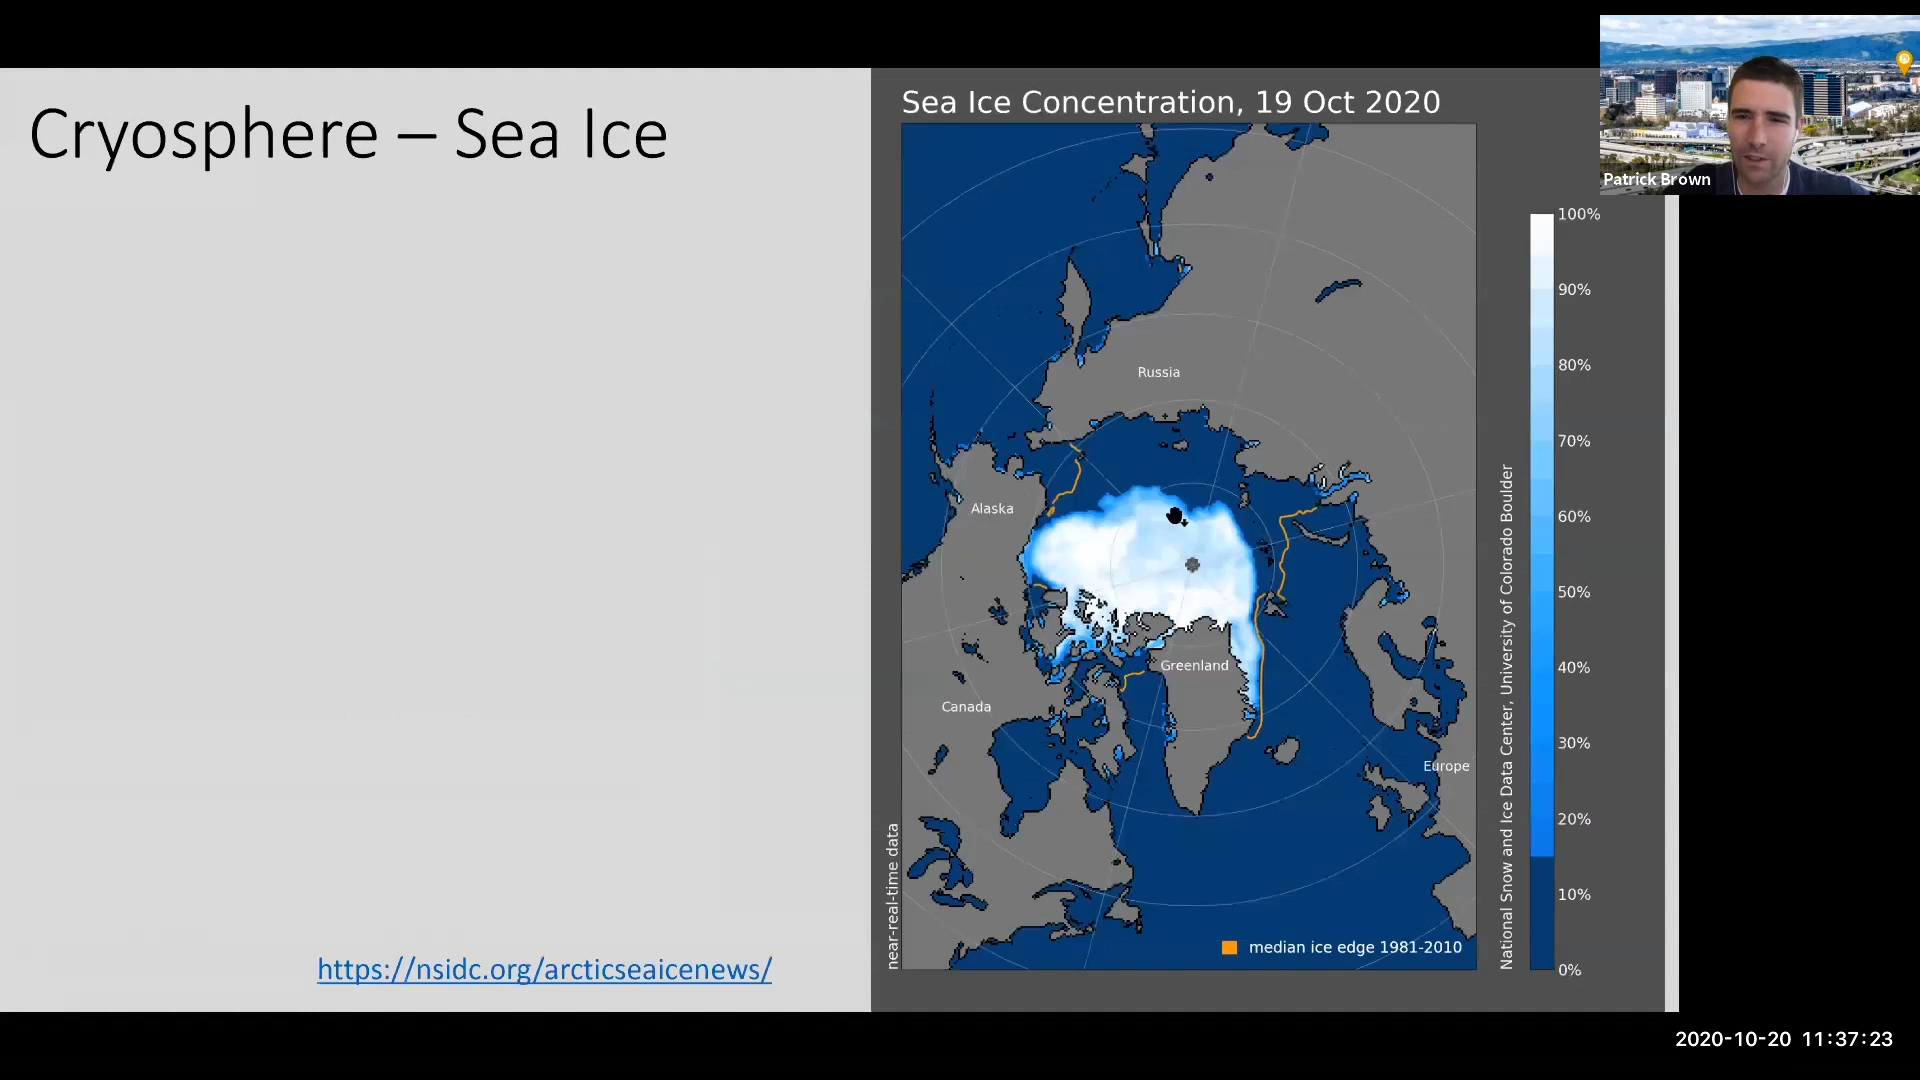 Cryosphere – Sea Ice
https://nsidc.org/arcticseaicenews/
Sea Ice Concentration, 19 Oct 2020
Russia
Alaska
Greenland
Canada
Europe
near-real-time data
median ice edge 1981-2010
National Snow and Ice Data Center, University of Colorado Boulder
100%
90%
80%
70%
60%
50%
40%
30%
20%
10%
0%
Patrick Brown
2020-10-20 11:37:23